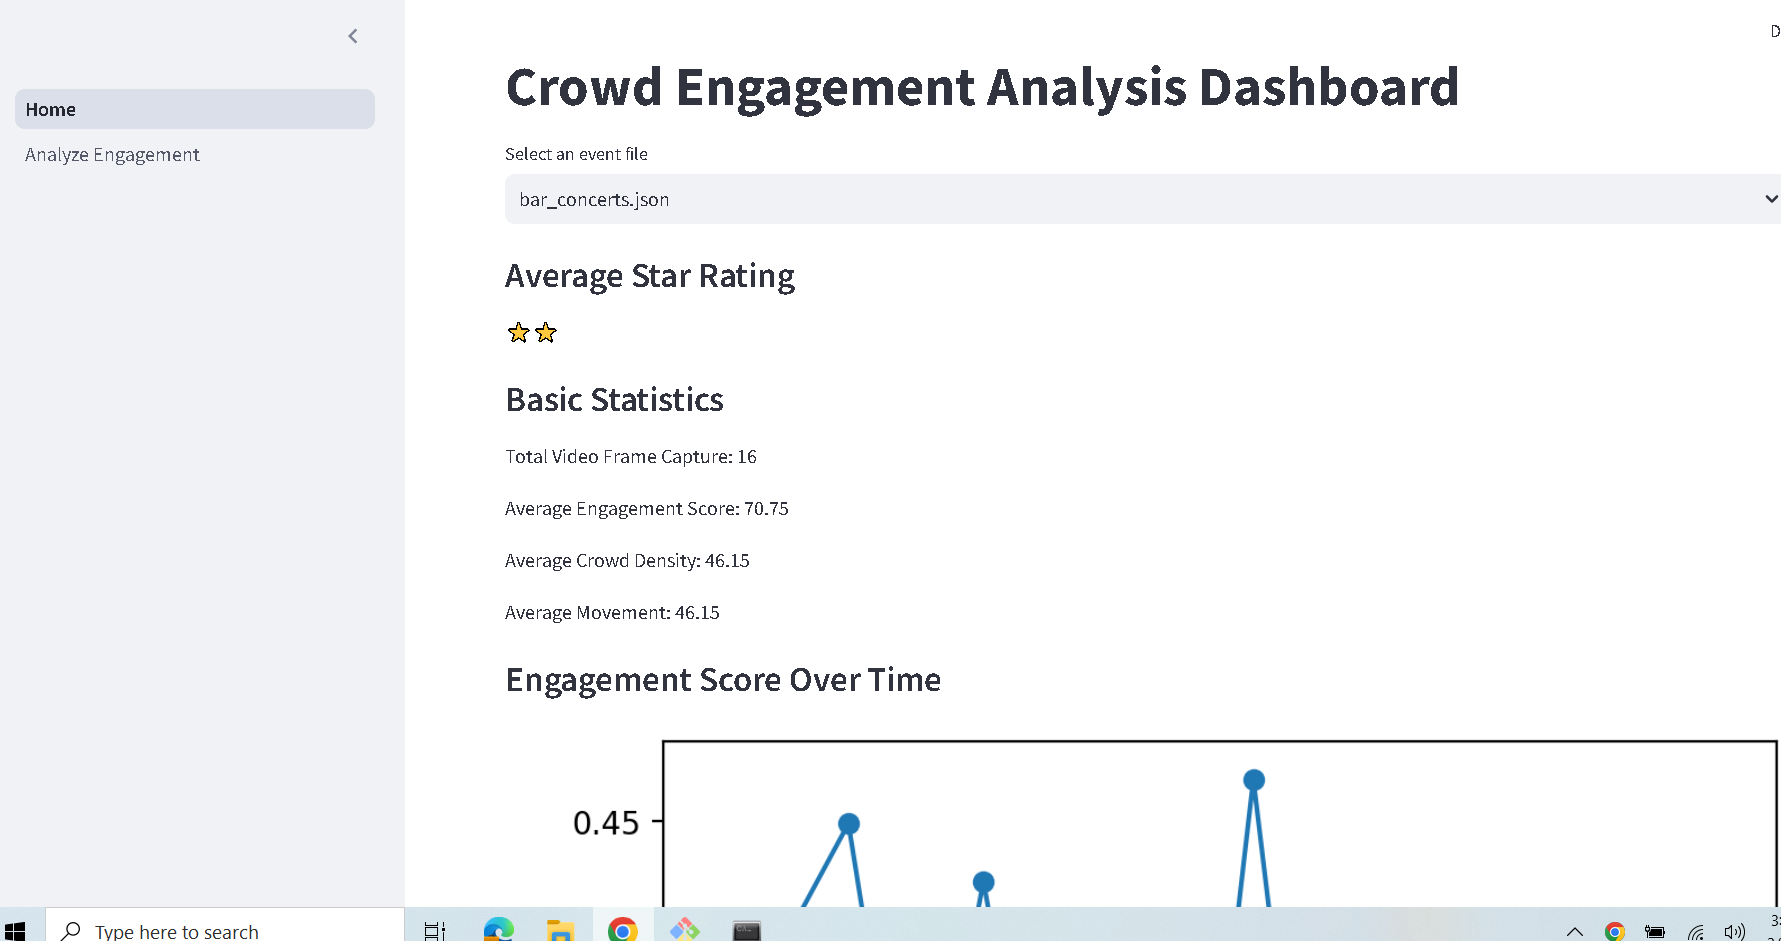 D
Home
Analyze Engagement
Crowd Engagement Analysis Dashboard
Select an event file
bar_concerts.json
Average Star Rating
Basic Statistics
Total Video Frame Capture: 16
Average Engagement Score: 70.75
Average Crowd Density: 46.15
Average Movement: 46.15
Engagement Score Over Time
0.45
Type here to search